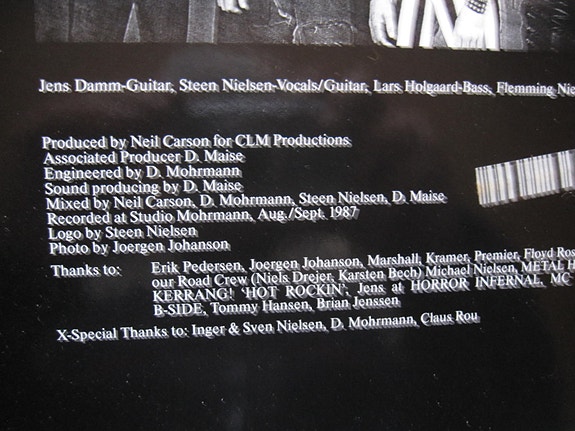 Jens Damm-Guitar, Steen Nielsen-Vocals/Guitar, Lars Holgaard-Bass, Flemming Nie
Produced by Neil Carson for CLM Productions
Associated Producer D. Maise
Engineered by D. Mohrmann
Sound producing by D. Maise
Mixed by Neil Carson, D. Mohrmann, Steen Nielsen, D. Maise
Recorded at Studio Mohrmann, Aug./Sept. 1987
Logo by Steen Nielsen
Photo by Joergen Johanson
Thanks to: Erik Pedersen, Joergen Johanson, Marshall, Kramer, Premier, Floyd Ros
our Road Crew (Niels Drejer, Karsten Bech) Michael Nielsen, METAL H
KERRANG! 'HOT ROCKIN', Jens at HORROR INFERNAL, MC
B-SIDE, Tommy Hansen, Brian Jenssen
X-Special Thanks to: Inger & Sven Nielsen, D. Mohrmann, Claus Rou